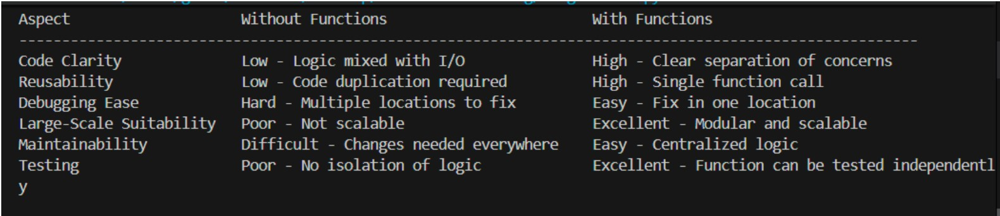 Aspect Without Functions With Functions
---------------------------------------------------------------------------------------------------------
Code Clarity Low - Logic mixed with I/O High - Clear separation of concerns
Reusability Low - Code duplication required High - Single function call
Debugging Ease Hard - Multiple locations to fix Easy - Fix in one location
Large-Scale Suitability Poor - Not scalable Excellent - Modular and scalable
Maintainability Difficult - Changes needed everywhere Easy - Centralized logic
Testing Poor - No isolation of logic Excellent - Function can be tested independentl
y